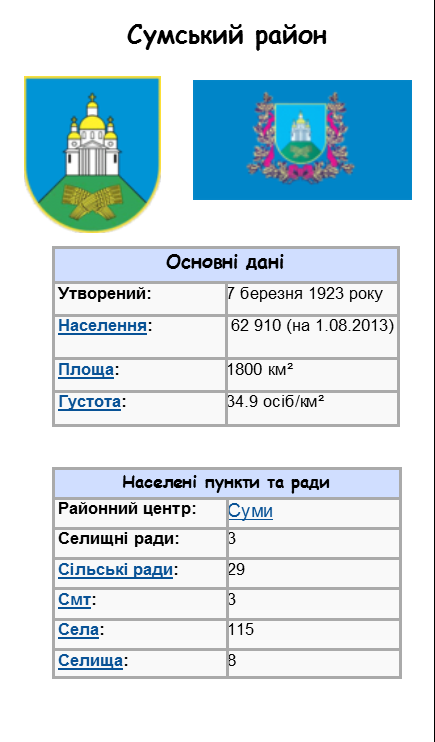 Сумський район
Основні дані
Утворений: 7 березня 1923 року
Населення: 62 910 (на 1.08.2013)
Площа: 1800 км²
Густота: 34.9 осіб/км²
Населені пункти та ради
Районний центр: Суми
Селищні ради: 3
Сільські ради: 29
Смт: 3
Села: 115
Селища: 8